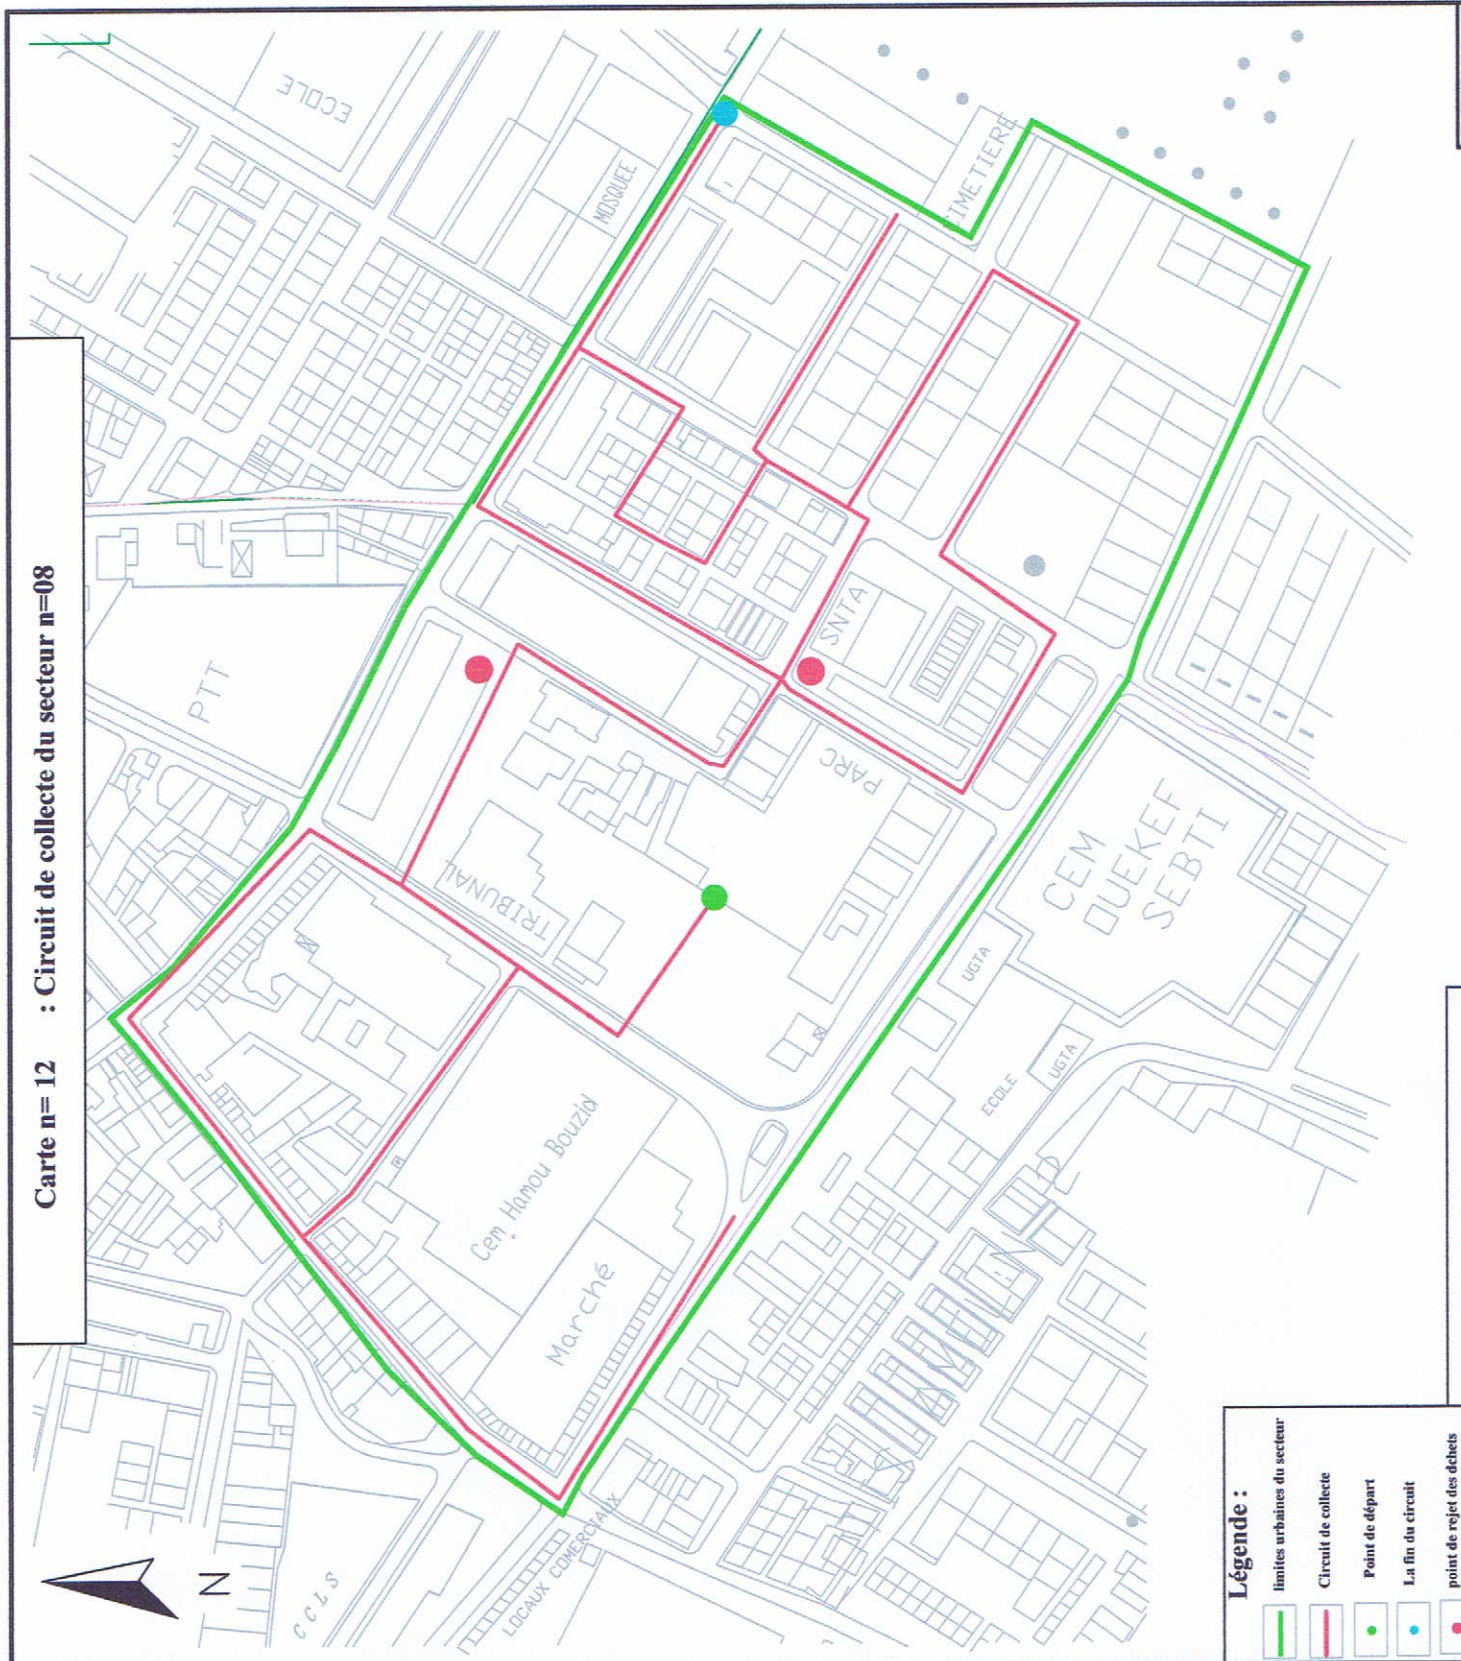 Carte n= 12 : Circuit de collecte du secteur n=08
ECOLE
MOSQUEE
CIMETIERE
PTT
TRIBUNAL
PARC
SNTA
CEM
OUEKEF
SEBTI
UGTA
ECOLE
UGTA
Cem Hamou Bouzid
Marché
LOCAUX COMERCIAUX
CCLS
N
Légende :
limites urbaines du secteur
Circuit de collecte
Point de départ
La fin du circuit
point de rejet des dchets